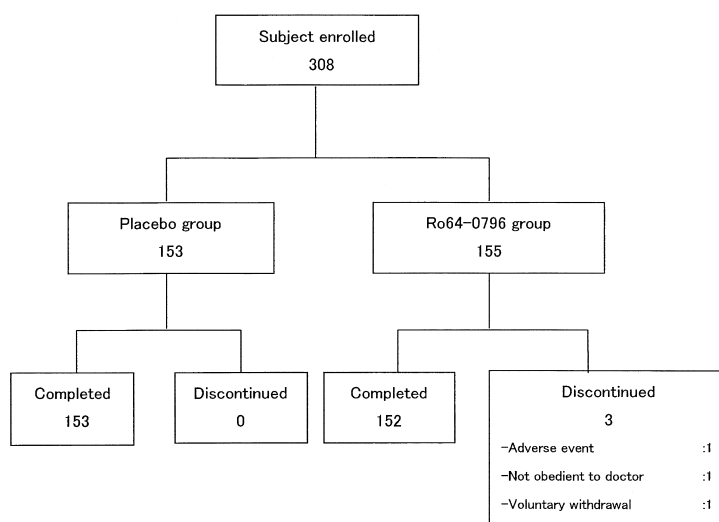 Subject enrolled
308
Placebo group
153
Ro64-0796 group
155
Completed
153
Discontinued
0
Completed
152
Discontinued
3
-Adverse event :1
-Not obedient to doctor :1
-Voluntary withdrawal :1